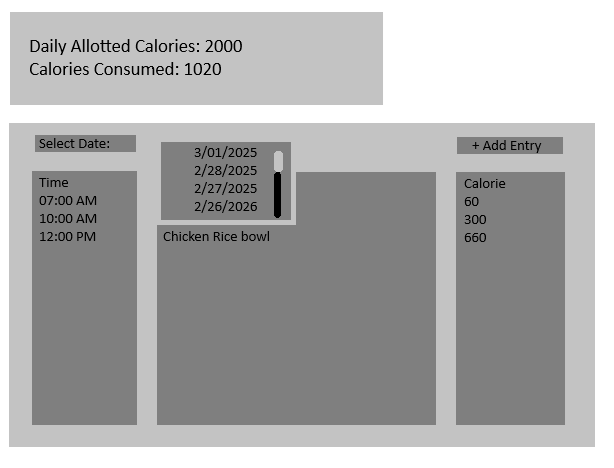 Daily Allotted Calories: 2000
Calories Consumed: 1020
Select Date:
3/01/2025
2/28/2025
2/27/2025
2/26/2026
+ Add Entry
Time
07:00 AM
10:00 AM
12:00 PM
Chicken Rice bowl
Calorie
60
300
660